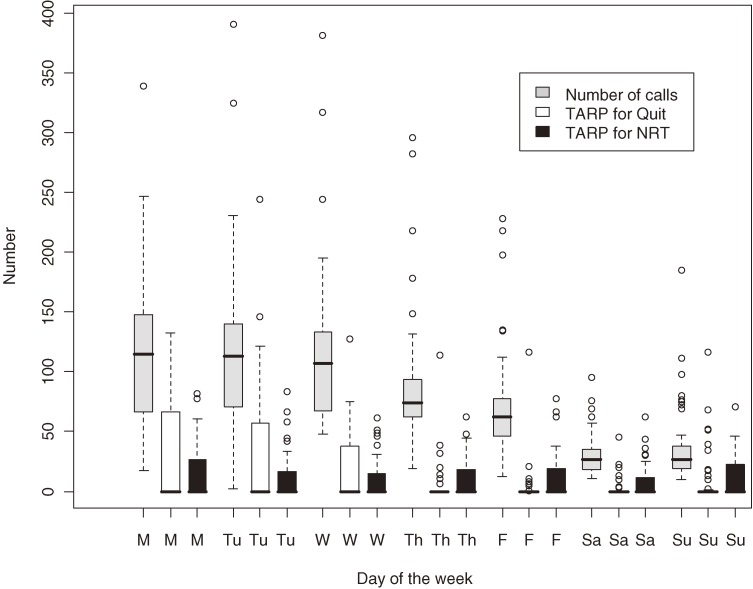 400
350
300
250
200
150
100
50
0
Number
Number of calls
TARP for Quit
TARP for NRT
M M M Tu Tu Tu W W W Th Th Th F F F Sa Sa Sa Su Su Su
Day of the week